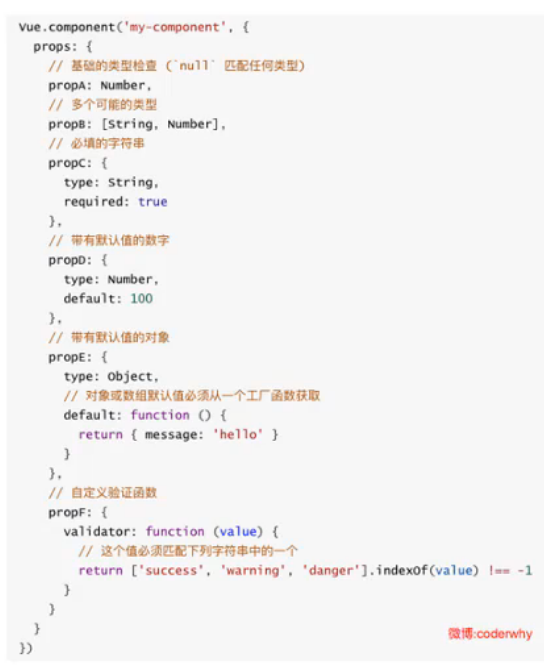 Vue.component('my-component', {
  props: {
    // 基础的类型检查 (`null` 匹配任何类型)
    propA: Number,
    // 多个可能的类型
    propB: [String, Number],
    // 必填的字符串
    propC: {
      type: String,
      required: true
    },
    // 带有默认值的数字
    propD: {
      type: Number,
      default: 100
    },
    // 带有默认值的对象
    propE: {
      type: Object,
      // 对象或数组默认值必须从一个工厂函数获取
      default: function () {
        return { message: 'hello' }
      }
    },
    // 自定义验证函数
    propF: {
      validator: function (value) {
        // 这个值必须匹配下列字符串中的一个
        return ['success', 'warning', 'danger'].indexOf(value) !== -1
      }
    }
  }
})
微博:coderwhy